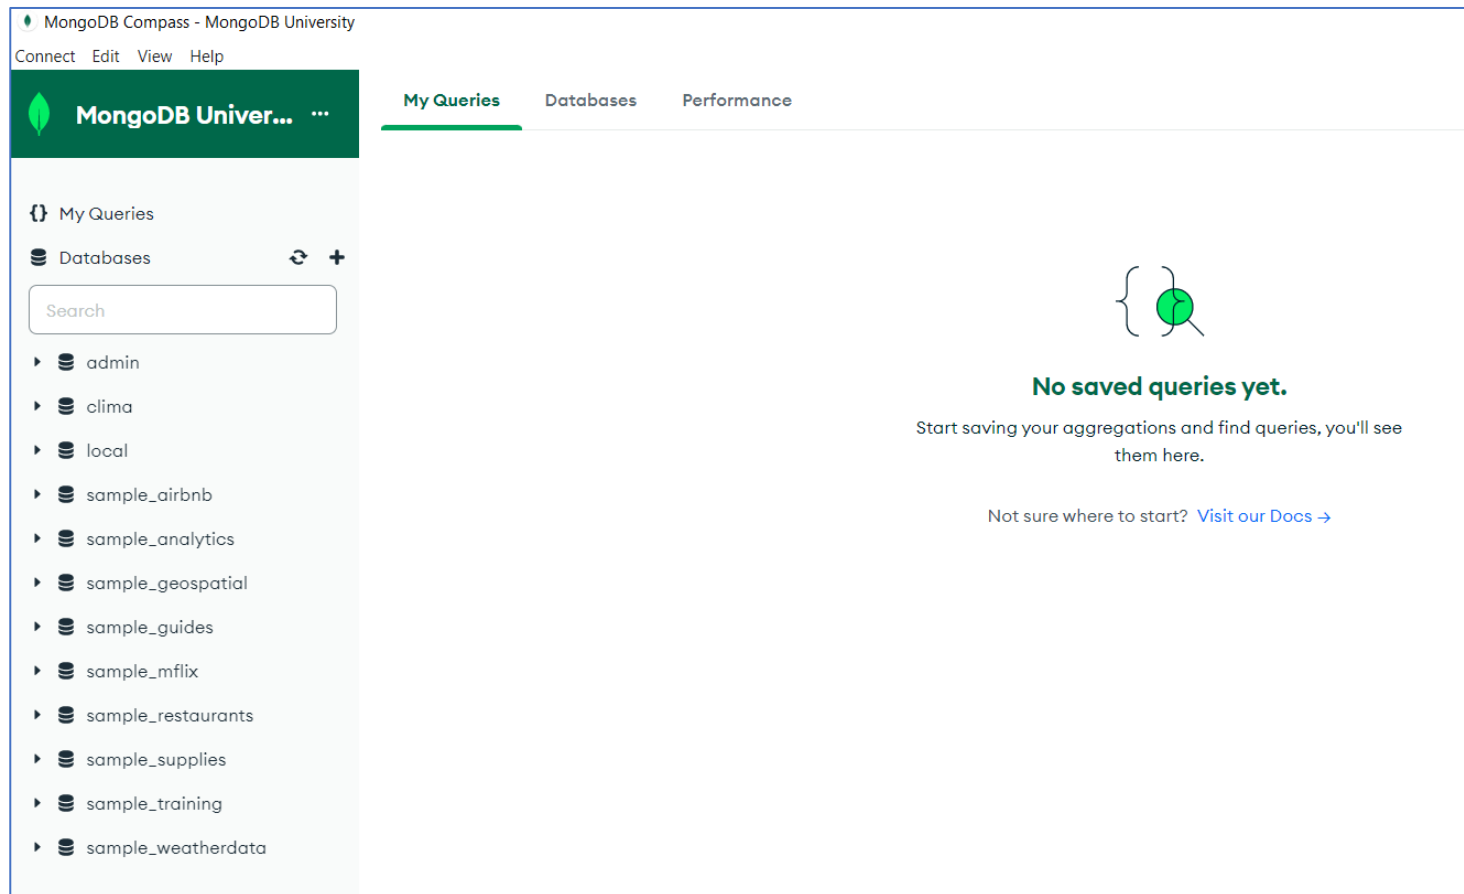 MongoDB Compass - MongoDB University
Connect Edit View Help
MongoDB Univer... ···
My Queries Databases Performance
{} My Queries
Databases
Search
admin
clima
local
sample_airbnb
sample_analytics
sample_geospatial
sample_guides
sample_mflix
sample_restaurants
sample_supplies
sample_training
sample_weatherdata
No saved queries yet.
Start saving your aggregations and find queries, you'll see
them here.
Not sure where to start? Visit our Docs →